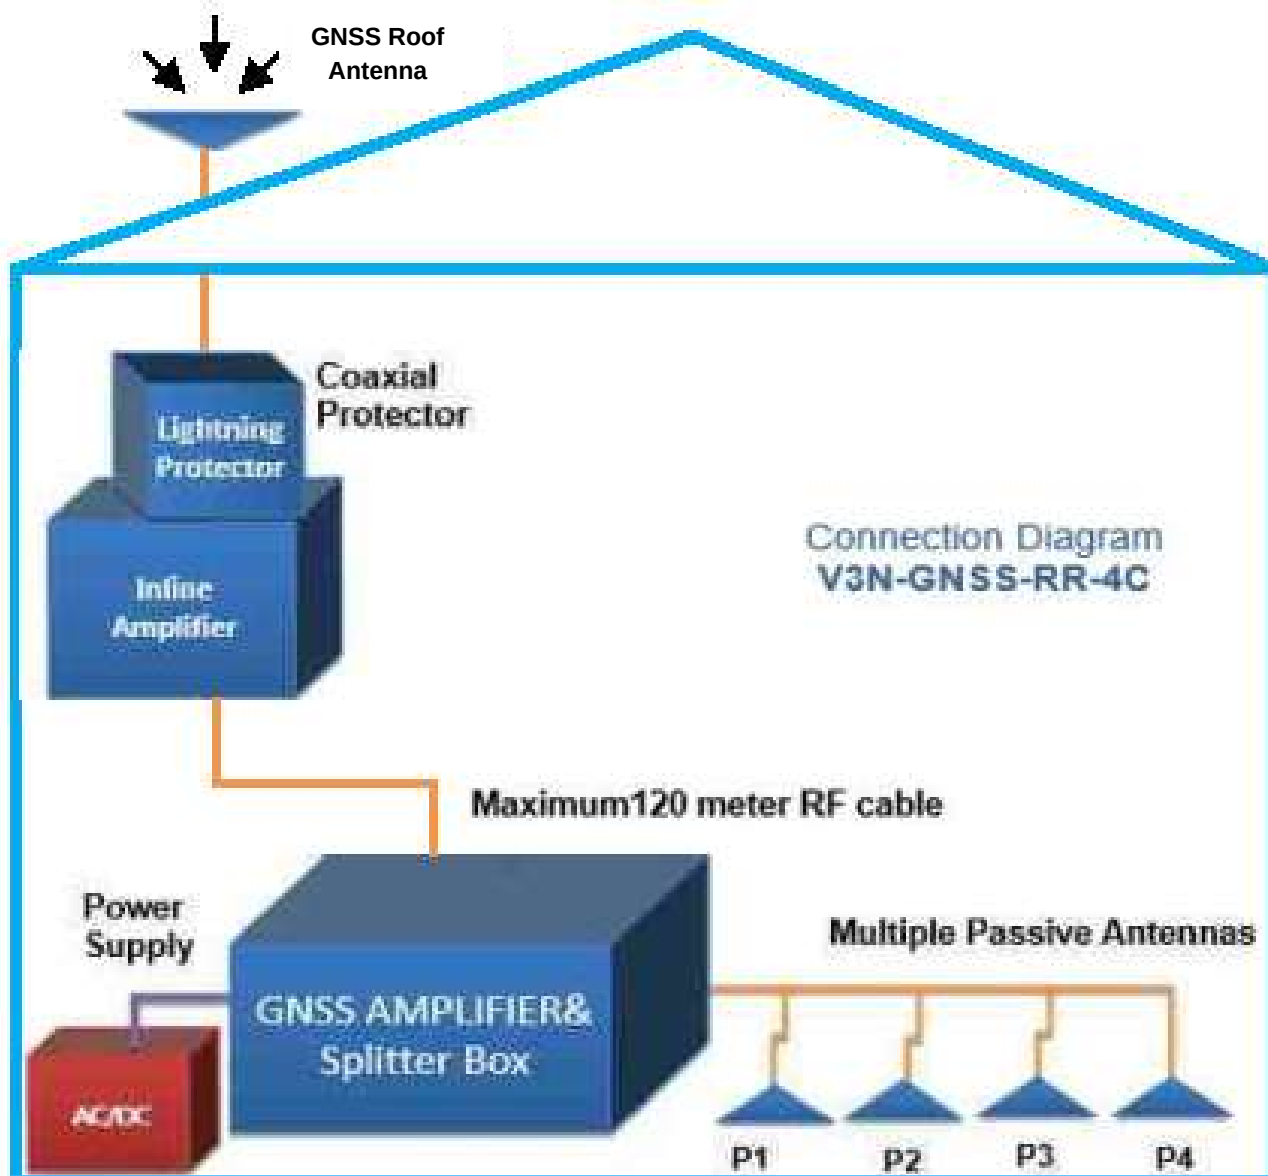 GNSS Roof
Antenna
Coaxial
Protector
Lightning
Protector
Inline
Amplifier
Connection Diagram
V3N-GNSS-RR-4C
Maximum120 meter RF cable
Power
Supply
Multiple Passive Antennas
GNSS AMPLIFIER&
Splitter Box
AC/DC
P1
P2
P3
P4